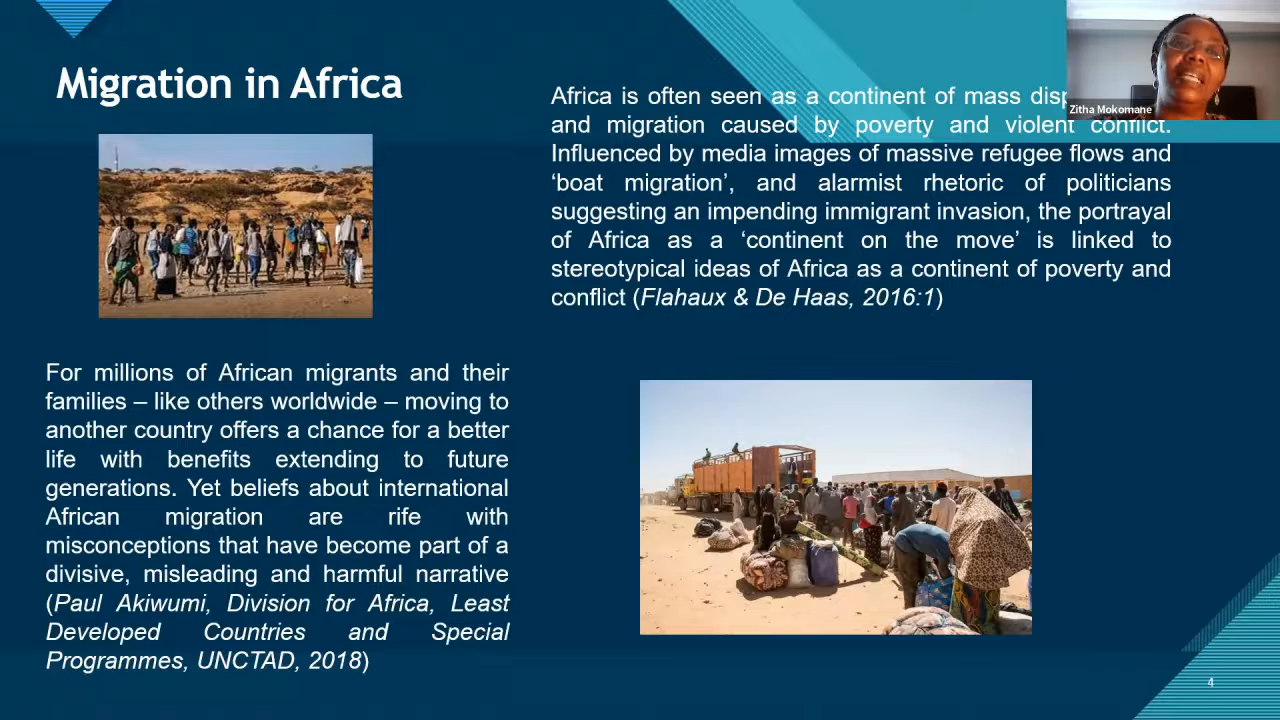 Migration in Africa
Africa is often seen as a continent of mass
and migration caused by poverty and violent conflict.
Influenced by media images of massive refugee flows and
‘boat migration’, and alarmist rhetoric of politicians
suggesting an impending immigrant invasion, the portrayal
of Africa as a ‘continent on the move’ is linked to
stereotypical ideas of Africa as a continent of poverty and
conflict (Flahaux & De Haas, 2016:1)
For millions of African migrants and their
families – like others worldwide – moving to
another country offers a chance for a better
life with benefits extending to future
generations. Yet beliefs about international
African migration are rife with
misconceptions that have become part of a
divisive, misleading and harmful narrative
(Paul Akiwumi, Division for Africa, Least
Developed Countries and Special
Programmes, UNCTAD, 2018)
Zitha Mokomane
4